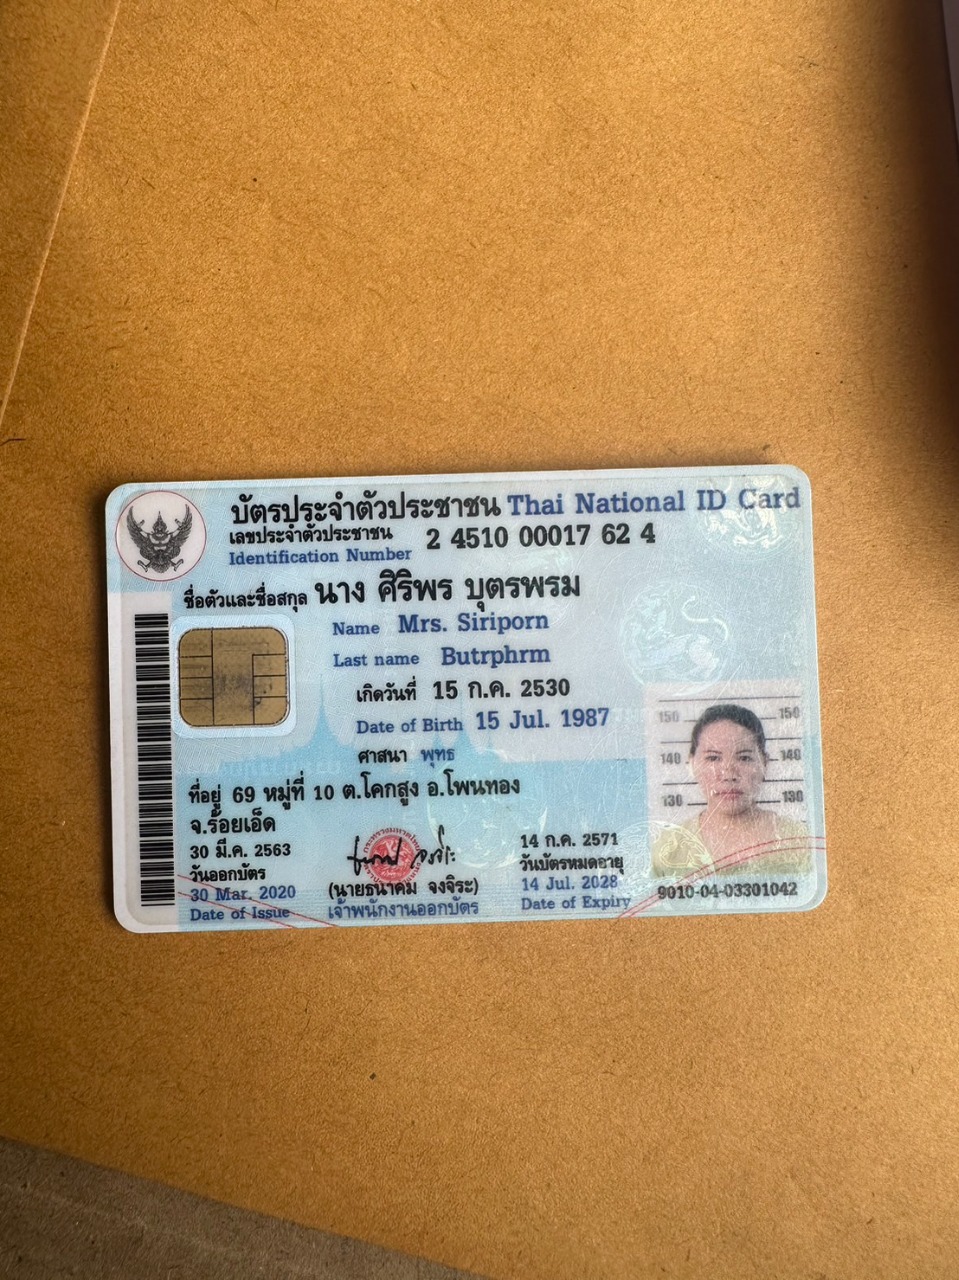 บัตรประจำตัวประชาชน Thai National ID Card
เลขประจำตัวประชาชน
Identification Number
2 4510 00017 62 4
ชื่อตัวและชื่อสกุล นาง ศิริพร บุตรพรม
Name Mrs. Siriporn
Last name Butrphrm
เกิดวันที่ 15 ก.ค. 2530
Date of Birth 15 Jul. 1987
ศาสนา พุทธ
ที่อยู่ 69 หมู่ที่ 10 ต.โคกสูง อ.โพนทอง
จ.ร้อยเอ็ด
30 มี.ค. 2563
วันออกบัตร
30 Mar. 2020
Date of Issue
(นายธนาคม จงจิระ)
เจ้าพนักงานออกบัตร
14 ก.ค. 2571
วันบัตรหมดอายุ
14 Jul. 2028
Date of Expiry
150 150
140 140
130 130
9010-04-03301042